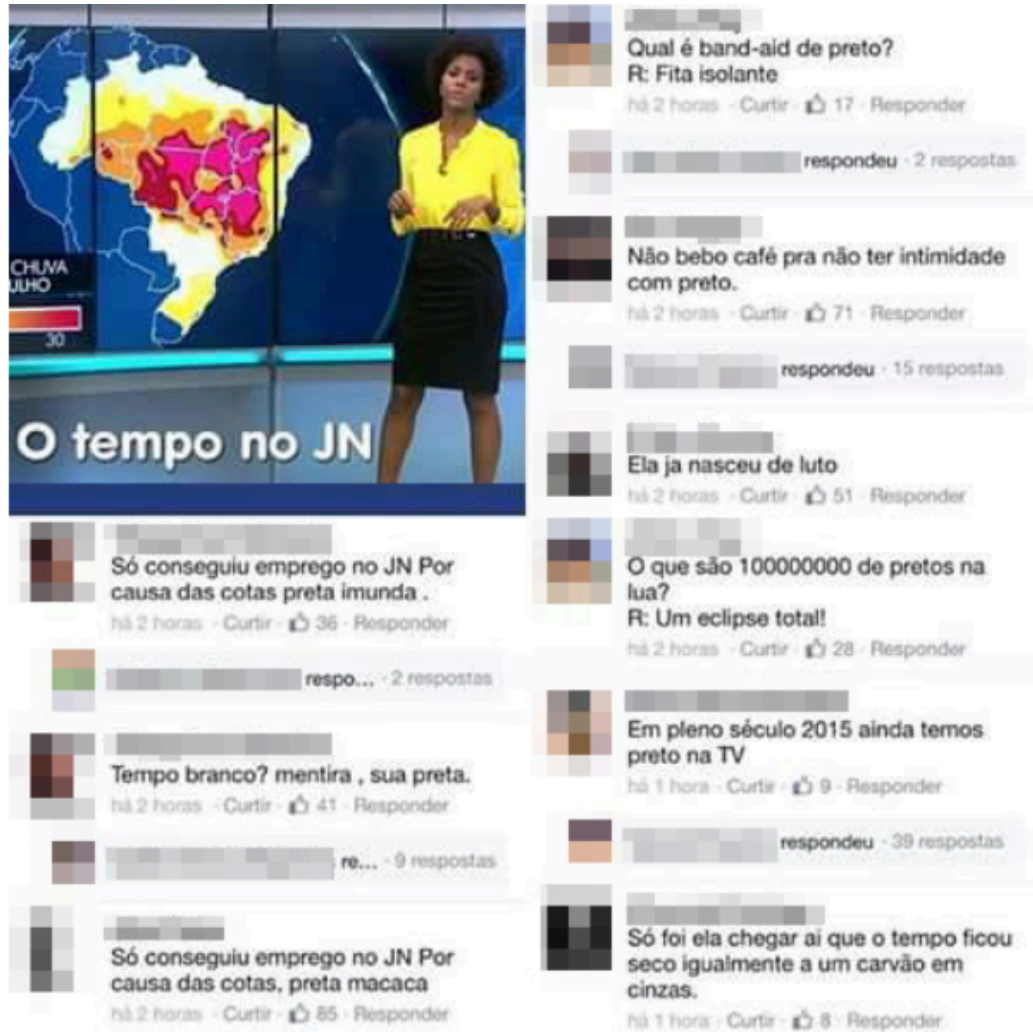 CHUVA
ULHO
30
O tempo no JN
Só conseguiu emprego no JN Por
causa das cotas preta imunda .
há 2 horas · Curtir · 36 · Responder
respo... · 2 respostas
Tempo branco? mentira , sua preta.
há 2 horas · Curtir · 41 · Responder
re... · 9 respostas
Só conseguiu emprego no JN Por
causa das cotas, preta macaca
há 2 horas · Curtir · 85 · Responder
Qual é band-aid de preto?
R: Fita isolante
há 2 horas · Curtir · 17 · Responder
respondeu · 2 respostas
Não bebo café pra não ter intimidade
com preto.
há 2 horas · Curtir · 71 · Responder
respondeu · 15 respostas
Ela ja nasceu de luto
há 2 horas · Curtir · 51 · Responder
O que são 100000000 de pretos na
lua?
R: Um eclipse total!
há 2 horas · Curtir · 28 · Responder
Em pleno século 2015 ainda temos
preto na TV
há 1 hora · Curtir · 9 · Responder
respondeu · 39 respostas
Só foi ela chegar ai que o tempo ficou
seco igualmente a um carvão em
cinzas.
há 1 hora · Curtir · 8 · Responder